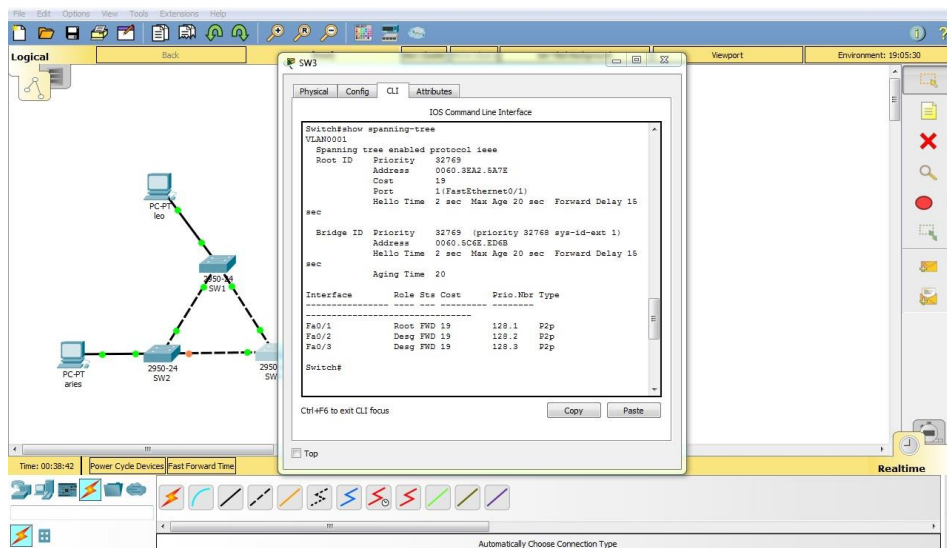 File Edit Options View Tools Extensions Help
Logical
Back
Viewport
Environment: 19:05:30
SW3
Physical Config CLI Attributes
IOS Command Line Interface
Switch#show spanning-tree
VLAN0001
Spanning tree enabled protocol ieee
Root ID Priority 32769
Address 0060.3EA2.5A7E
Cost 19
Port 1(FastEthernet0/1)
Hello Time 2 sec Max Age 20 sec Forward Delay 15
sec
Bridge ID Priority 32769 (priority 32768 sys-id-ext 1)
Address 0060.5C6E.ED6B
Hello Time 2 sec Max Age 20 sec Forward Delay 15
sec
Aging Time 20
Interface Role Sts Cost Prio.Nbr Type
---------------- ---- --- --------- -------- --------------------------------
Fa0/1 Root FWD 19 128.1 P2p
Fa0/2 Desg FWD 19 128.2 P2p
Fa0/3 Desg FWD 19 128.3 P2p
Switch#
Ctrl+F6 to exit CLI focus
Copy Paste
Top
PC-PT
leo
2950-24
SW1
PC-PT
aries
2950-24
SW2
2950
SW
Time: 00:38:42 Power Cycle Devices Fast Forward Time
Realtime
Automatically Choose Connection Type